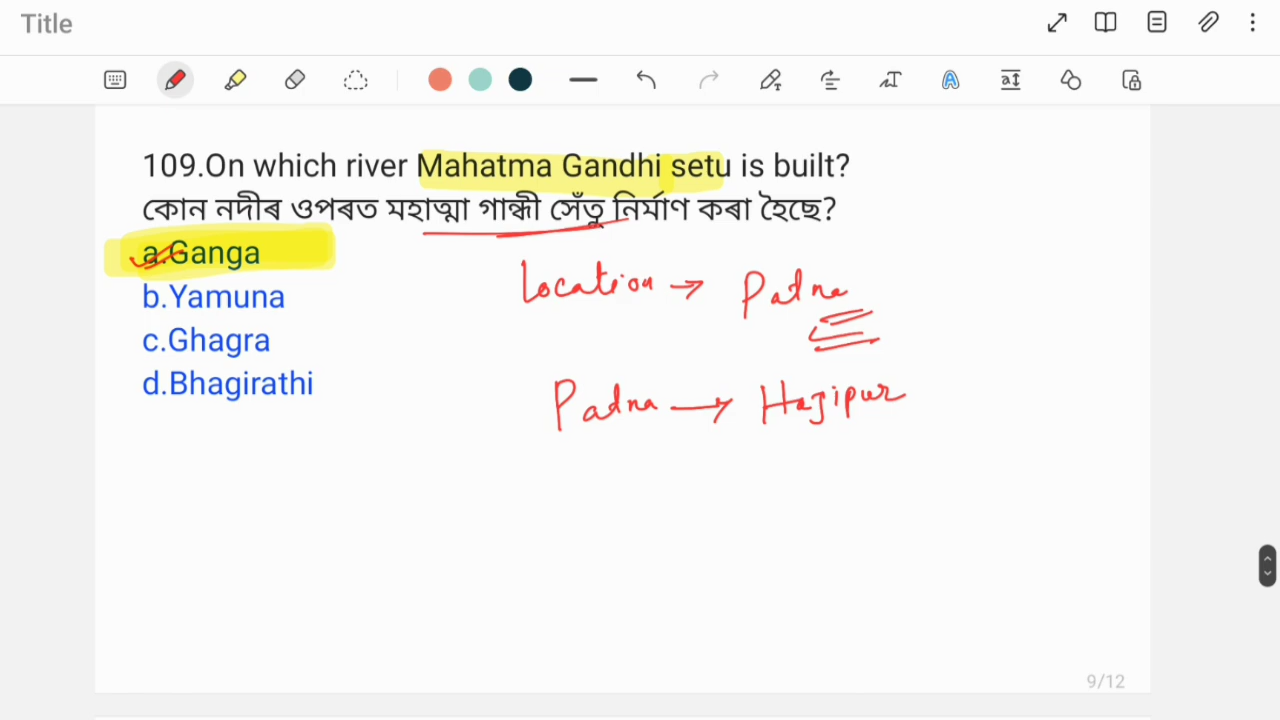 Title
109.On which river Mahatma Gandhi setu is built?
কোন নদীৰ ওপৰত মহাত্মা গান্ধী সেঁতু নিৰ্মাণ কৰা হৈছে?
a.Ganga
b.Yamuna
c.Ghagra
d.Bhagirathi
Location → Patna
Patna → Hajipur
9/12